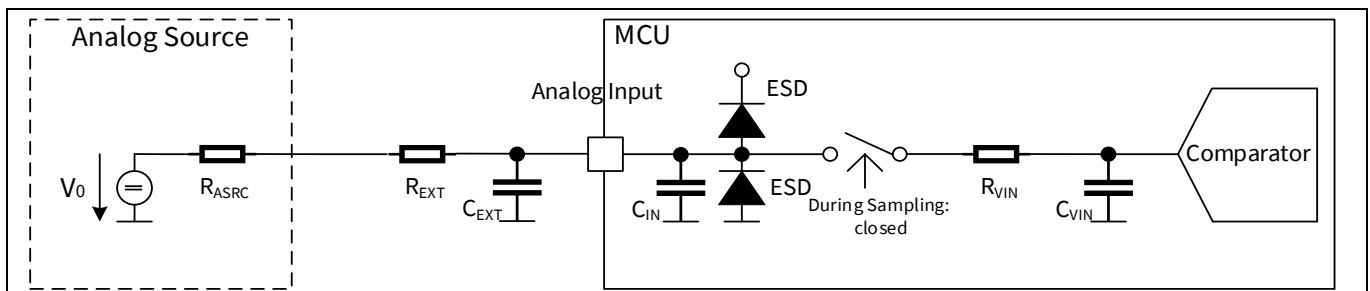 Analog Source
MCU
Analog Input
ESD
V0
RASRC
REXT
CEXT
CIN
ESD
During Sampling:
closed
RVIN
CVIN
Comparator